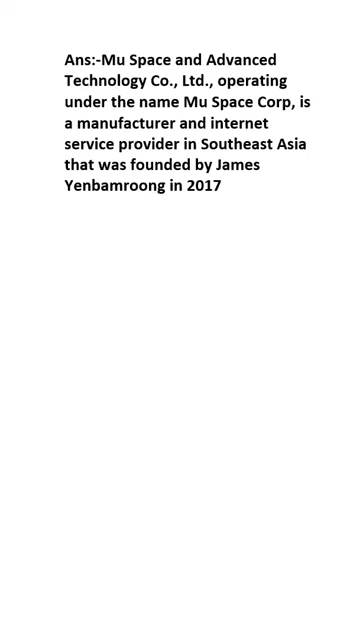 Ans:-Mu Space and Advanced
Technology Co., Ltd., operating
under the name Mu Space Corp, is
a manufacturer and internet
service provider in Southeast Asia
that was founded by James
Yenbamroong in 2017